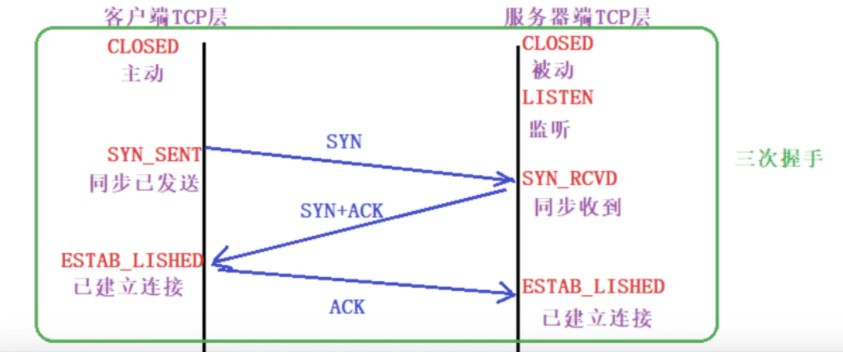 客户端TCP层
服务器端TCP层
CLOSED
主动
CLOSED
被动
LISTEN
监听
SYN
SYN_SENT
同步已发送
SYN_RCVD
同步收到
三次握手
SYN+ACK
ESTAB_LISHED
已建立连接
ACK
ESTAB_LISHED
已建立连接